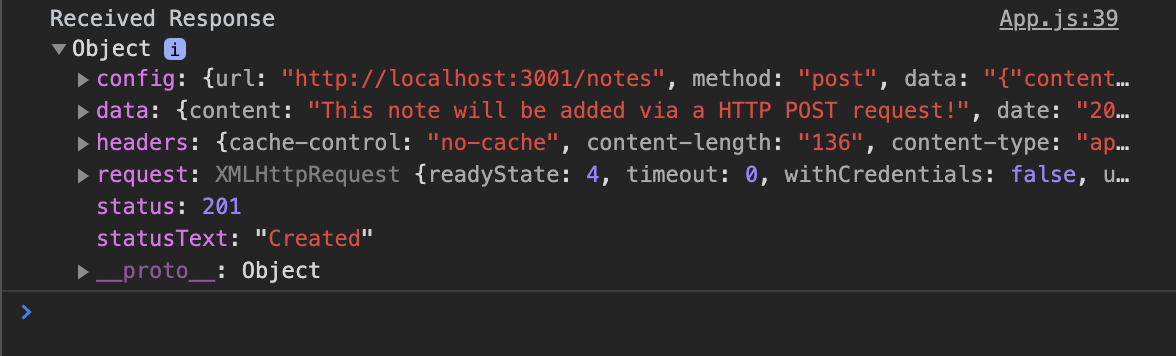 Received Response App.js:39
▼Object i
▶config: {url: "http://localhost:3001/notes", method: "post", data: "{"content…
▶data: {content: "This note will be added via a HTTP POST request!", date: "20…
▶headers: {cache-control: "no-cache", content-length: "136", content-type: "ap…
▶request: XMLHttpRequest {readyState: 4, timeout: 0, withCredentials: false, u…
status: 201
statusText: "Created"
▶__proto__: Object
>